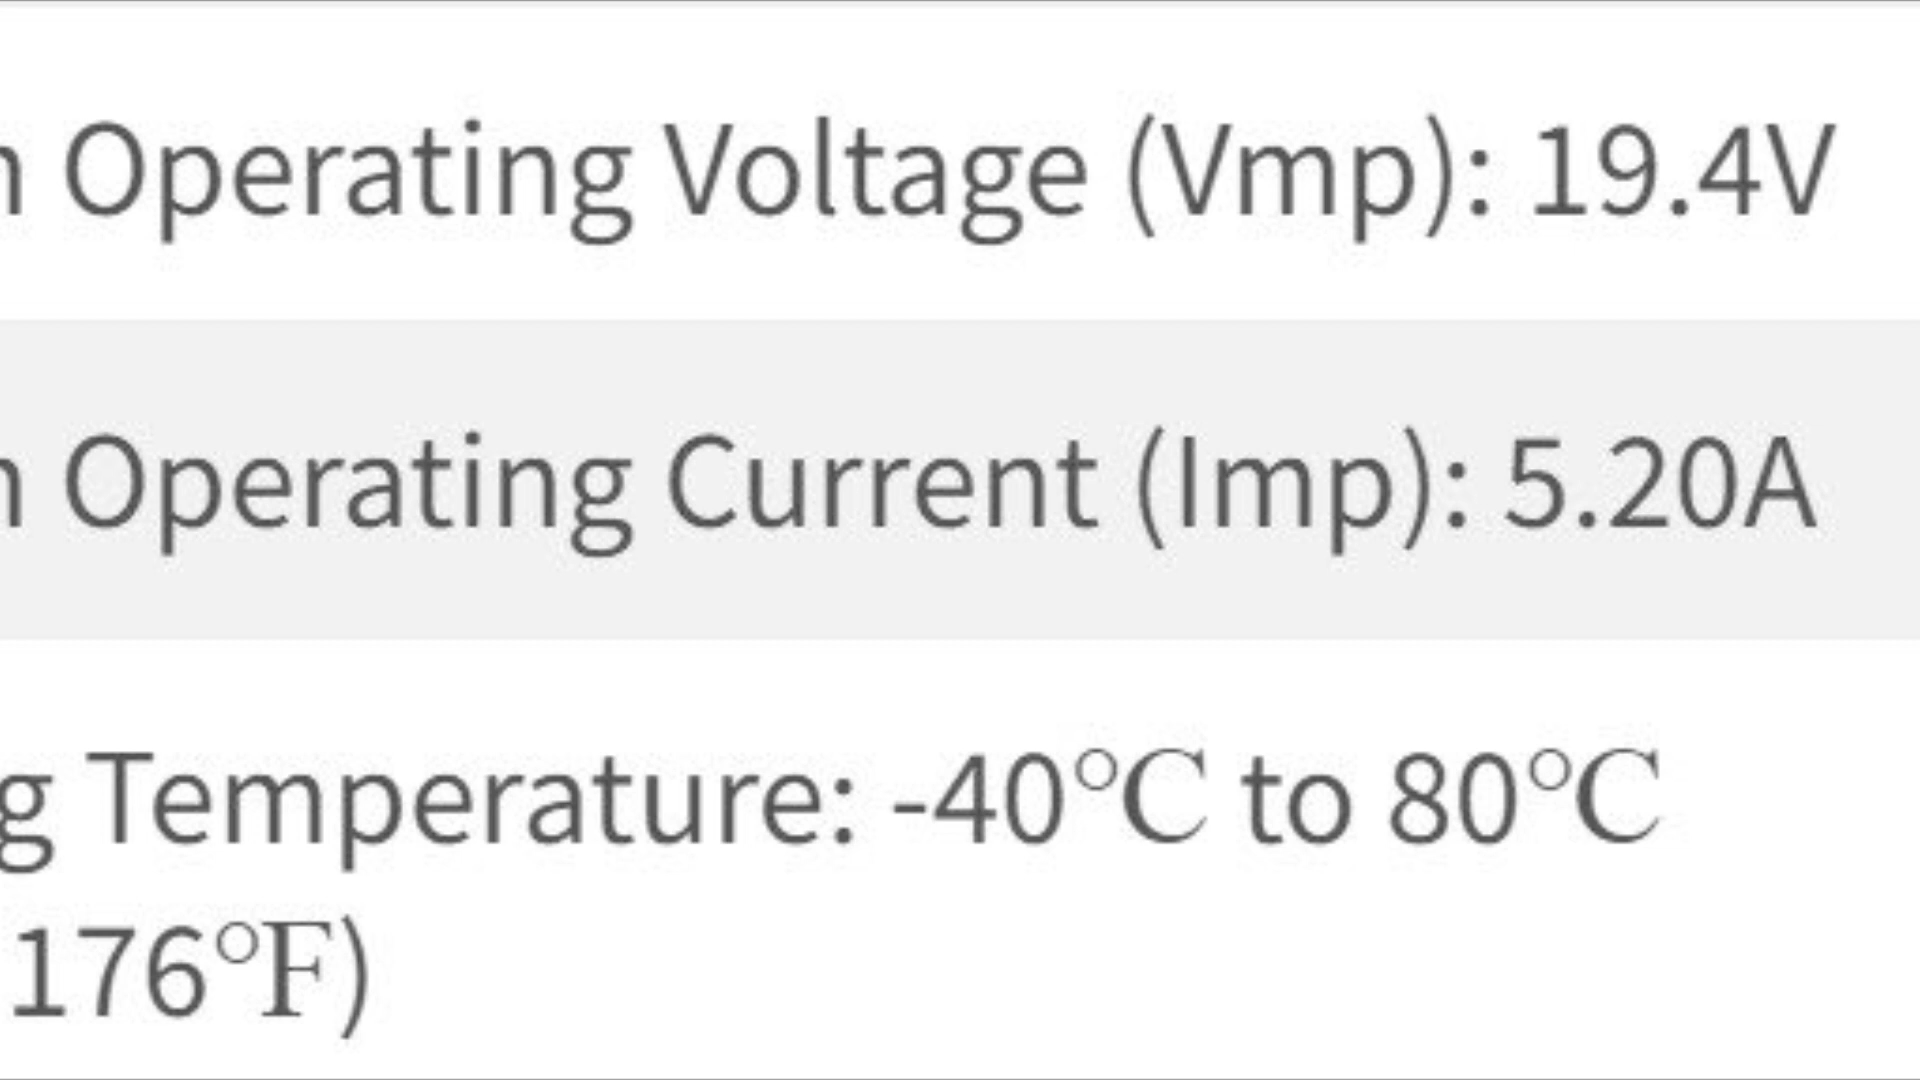 n Operating Voltage (Vmp): 19.4V
n Operating Current (Imp): 5.20A
g Temperature: -40℃ to 80℃
176℉)